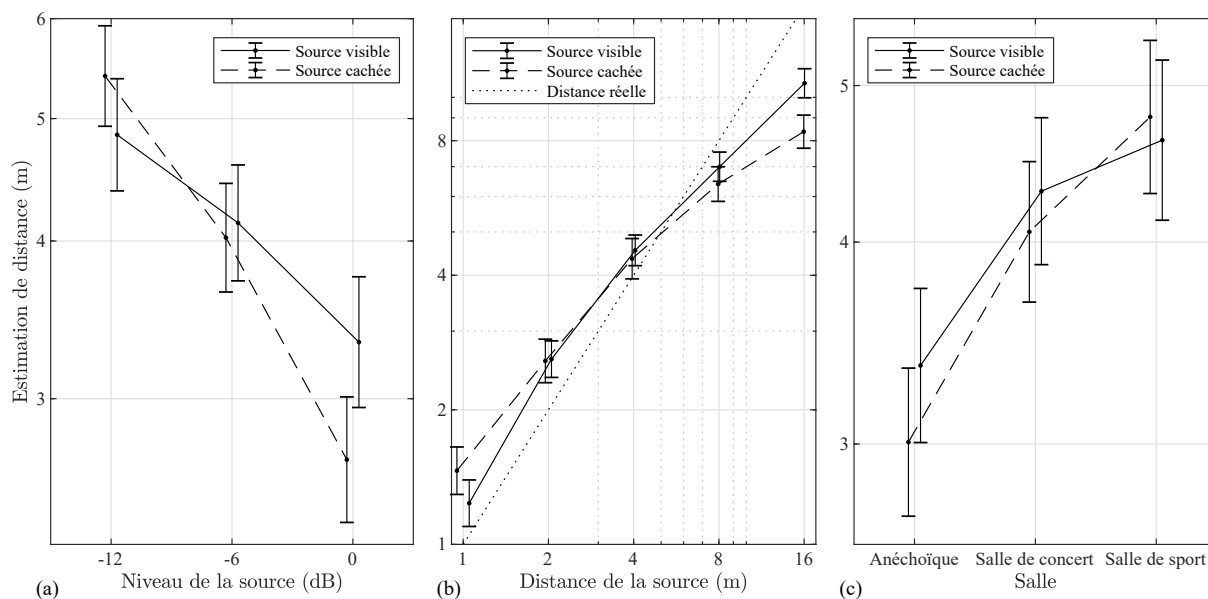 Estimation de distance (m)
6
5
4
3
Source visible
Source cachée
-12
-6
0
(a)
Niveau de la source (dB)
8
4
2
1
Source visible
Source cachée
Distance réelle
1
2
4
8
16
(b)
Distance de la source (m)
5
4
3
Source visible
Source cachée
Anéchoïque
Salle de concert
Salle de sport
(c)
Salle